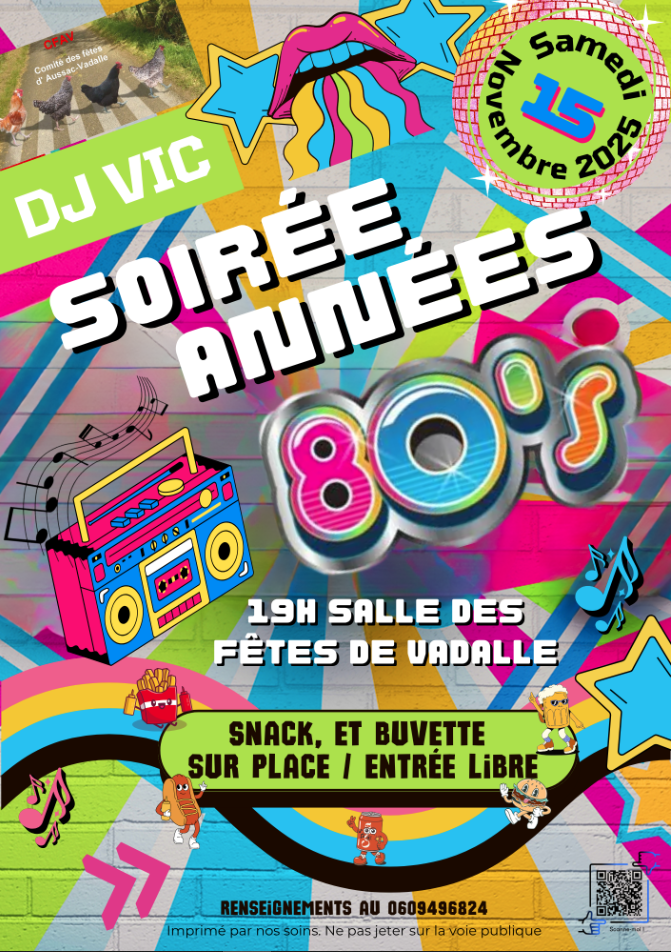 CFAV
Comité des fêtes
d' Aussac-Vadalle
Samedi
15
Novembre 2025
DJ VIC
SOIRÉE
ANNÉES
80's
19H SALLE DES
FÊTES DE VADALLE
SNACK, ET BUVETTE
SUR PLACE / ENTRÉE LiBRE
RENSEiGNEMENTS AU 0609496824
Imprimé par nos soins. Ne pas jeter sur la voie publique
Scanne-moi !